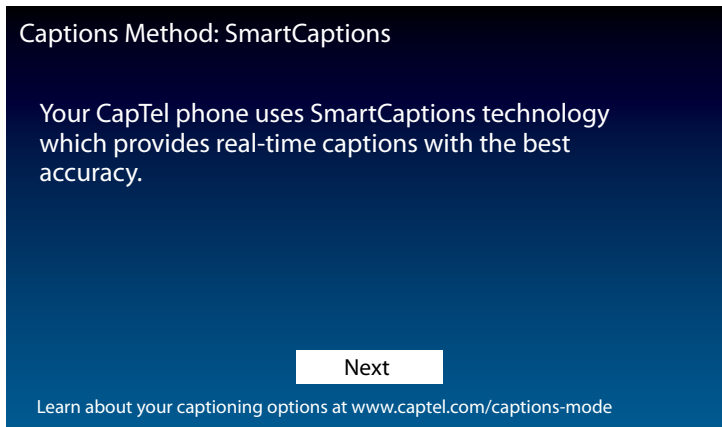 Captions Method: SmartCaptions
Your CapTel phone uses SmartCaptions technology
which provides real-time captions with the best
accuracy.
Next
Learn about your captioning options at www.captel.com/captions-mode